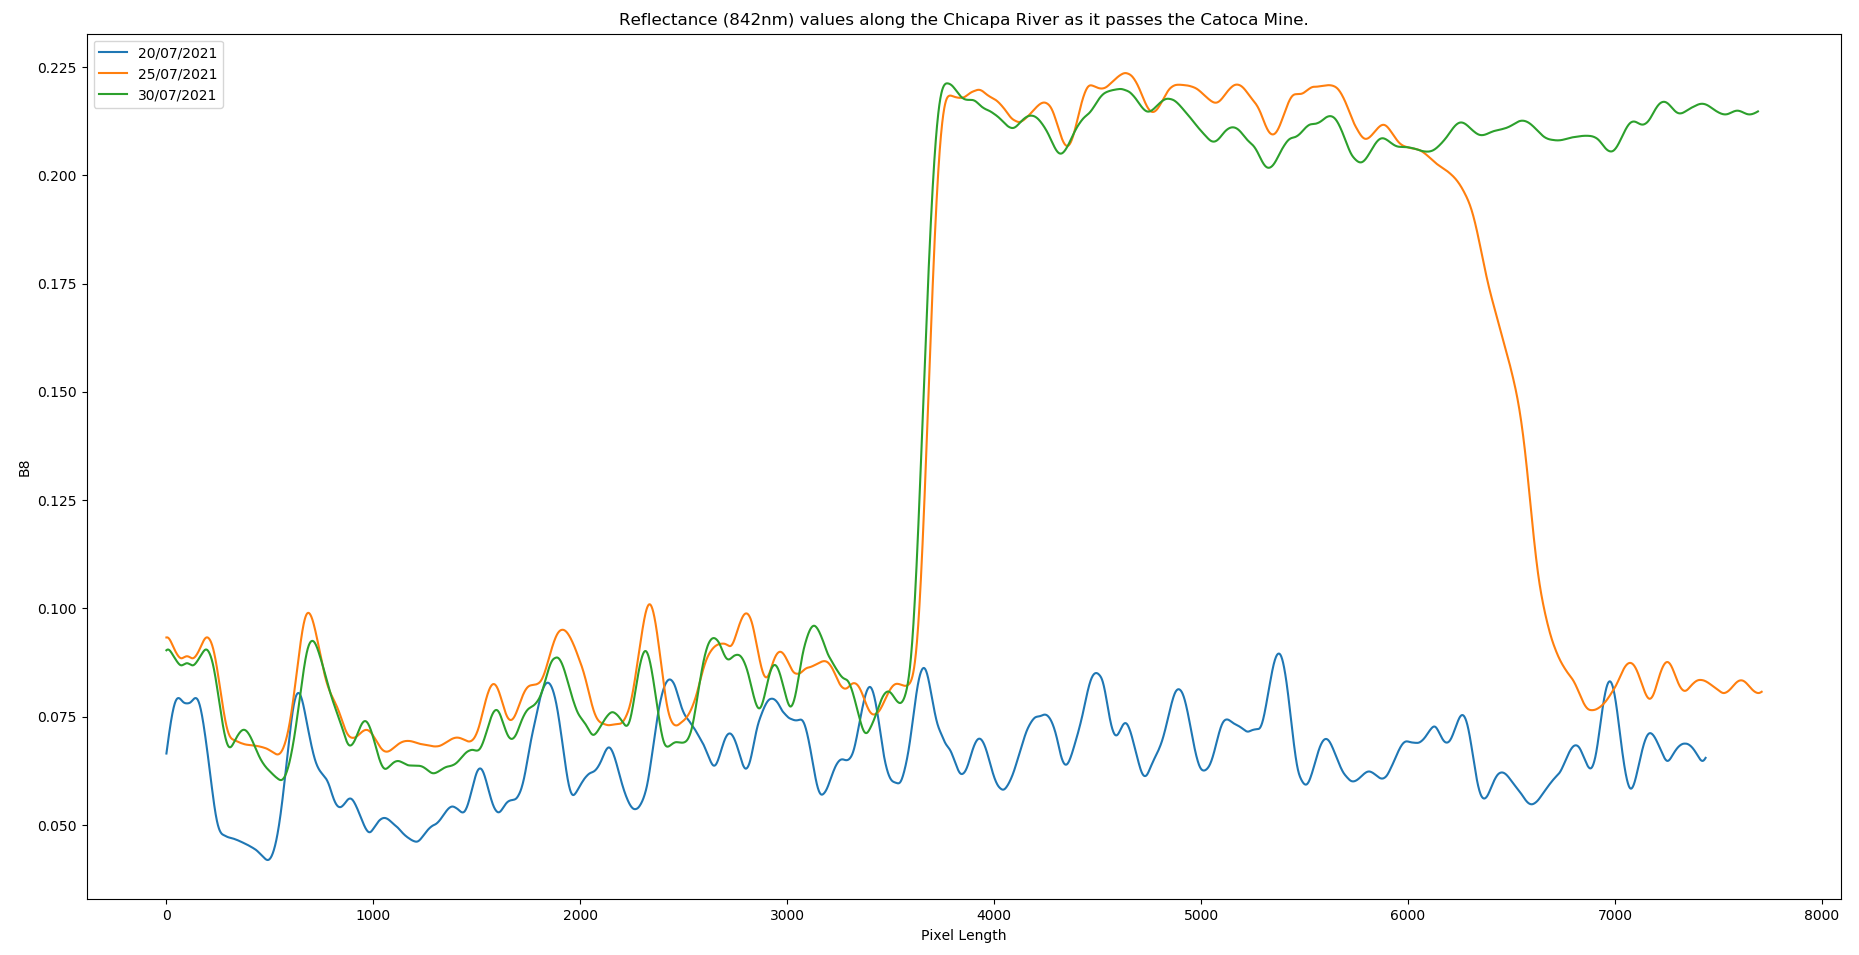 Reflectance (842nm) values along the Chicapa River as it passes the Catoca Mine.
20/07/2021
25/07/2021
30/07/2021
0.225
0.200
0.175
0.150
0.125
0.100
0.075
0.050
B8
0 1000 2000 3000 4000 5000 6000 7000 8000
Pixel Length